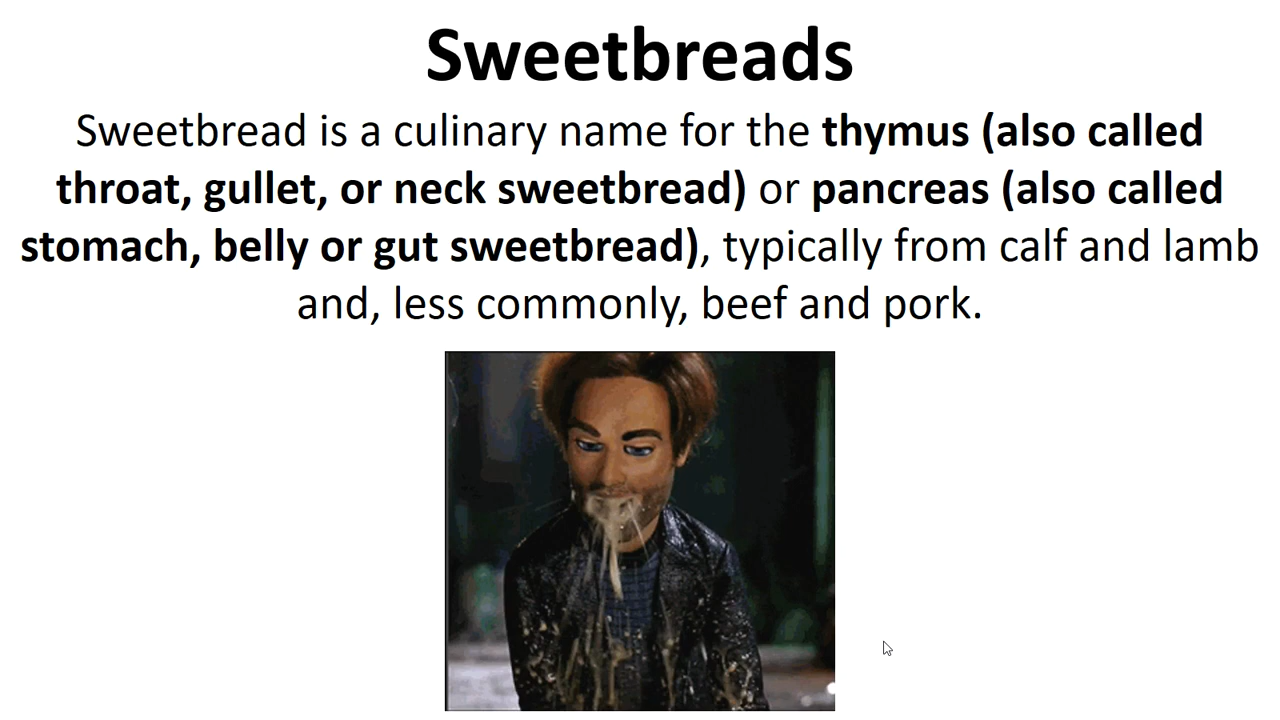 Sweetbreads
Sweetbread is a culinary name for the thymus (also called
throat, gullet, or neck sweetbread) or pancreas (also called
stomach, belly or gut sweetbread), typically from calf and lamb
and, less commonly, beef and pork.